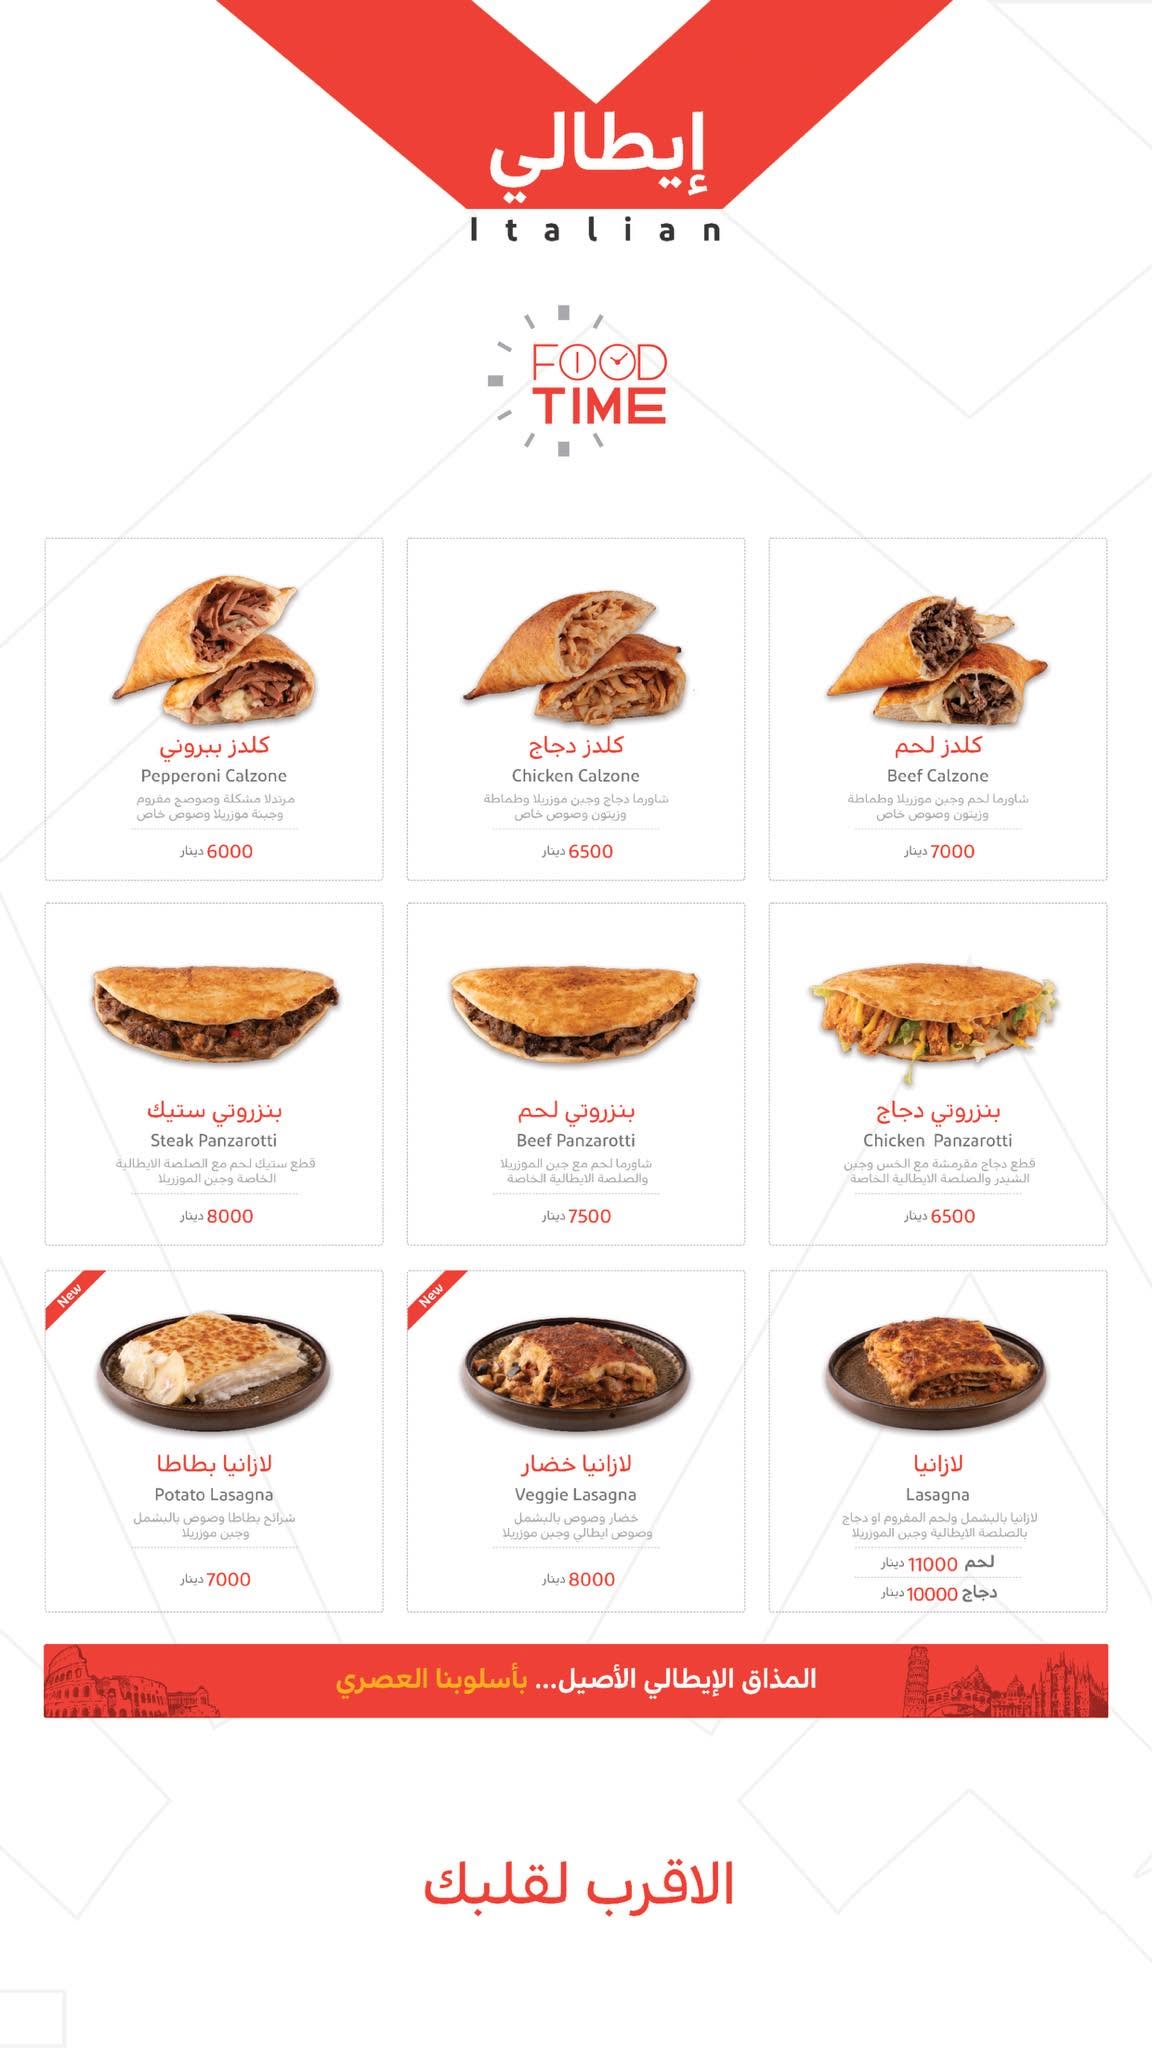 إيطالي
Italian
FOOD
TIME
كلدز لحم
Beef Calzone
شاورما لحم وجبن موزريلا وطماطة
وزيتون وصوص خاص
7000 دينار
كلدز دجاج
Chicken Calzone
شاورما دجاج وجبن موزريلا وطماطة
وزيتون وصوص خاص
6500 دينار
كلدز ببروني
Pepperoni Calzone
مرتدلا مشكلة وصوصج مفروم
وجبنة موزريلا وصوص خاص
6000 دينار
بنزروتي دجاج
Chicken Panzarotti
قطع دجاج مقرمشة مع الخس وجبن
الشيدر والصلصة الايطالية الخاصة
6500 دينار
بنزروتي لحم
Beef Panzarotti
شاورما لحم مع جبن الموزريلا
والصلصة الايطالية الخاصة
7500 دينار
بنزروتي ستيك
Steak Panzarotti
قطع ستيك لحم مع الصلصة الايطالية
الخاصة وجبن الموزريلا
8000 دينار
لازانيا
Lasagna
لازانيا بالبشمل ولحم المفروم او دجاج
بالصلصة الايطالية وجبن الموزريلا
لحم 11000 دينار
دجاج 10000 دينار
New
لازانيا خضار
Veggie Lasagna
خضار وصوص بالبشمل
وصوص ايطالي وجبن موزريلا
8000 دينار
New
لازانيا بطاطا
Potato Lasagna
شرائح بطاطا وصوص بالبشمل
وجبن موزريلا
7000 دينار
المذاق الإيطالي الأصيل... بأسلوبنا العصري
الاقرب لقلبك